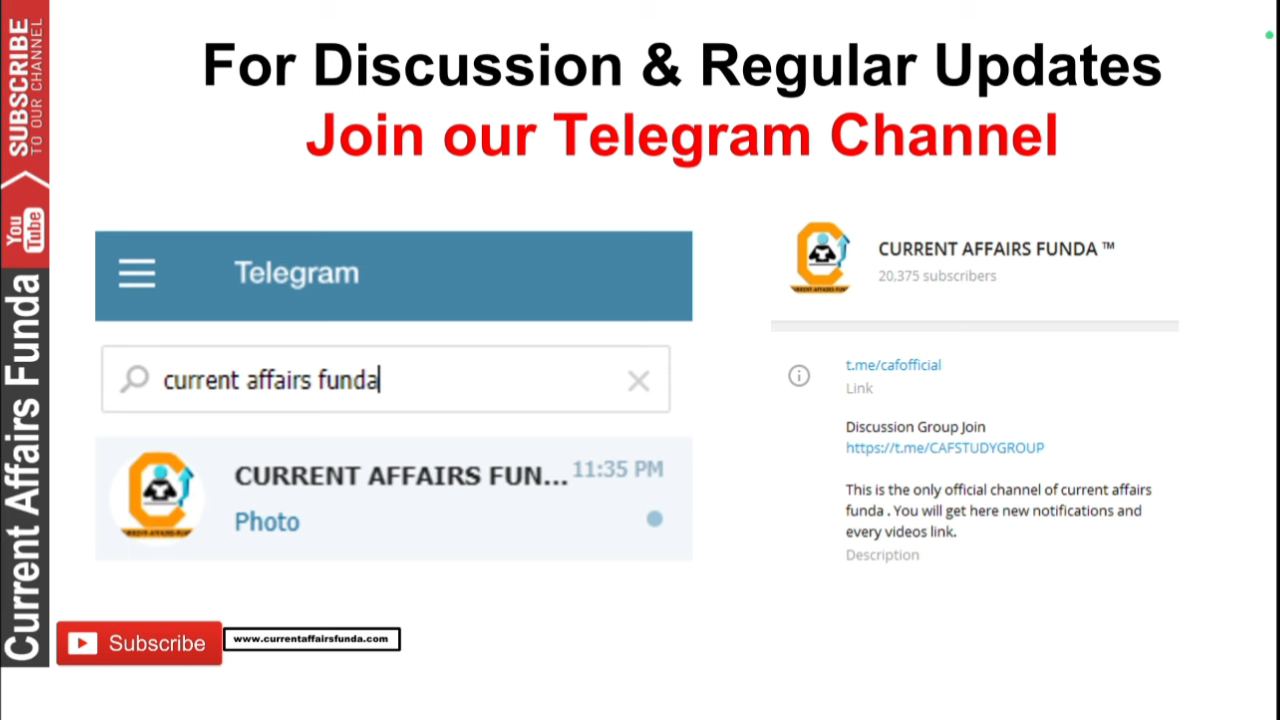 For Discussion & Regular Updates
Join our Telegram Channel
SUBSCRIBE
TO OUR CHANNEL
You
Tube
Current Affairs Funda
Telegram
current affairs funda
CURRENT AFFAIRS FUN...
11:35 PM
Photo
CURRENT AFFAIRS FUNDA ™
20,375 subscribers
t.me/cafofficial
Link
Discussion Group Join
https://t.me/CAFSTUDYGROUP
This is the only official channel of current affairs
funda . You will get here new notifications and
every videos link.
Description
Subscribe
www.currentaffairsfunda.com